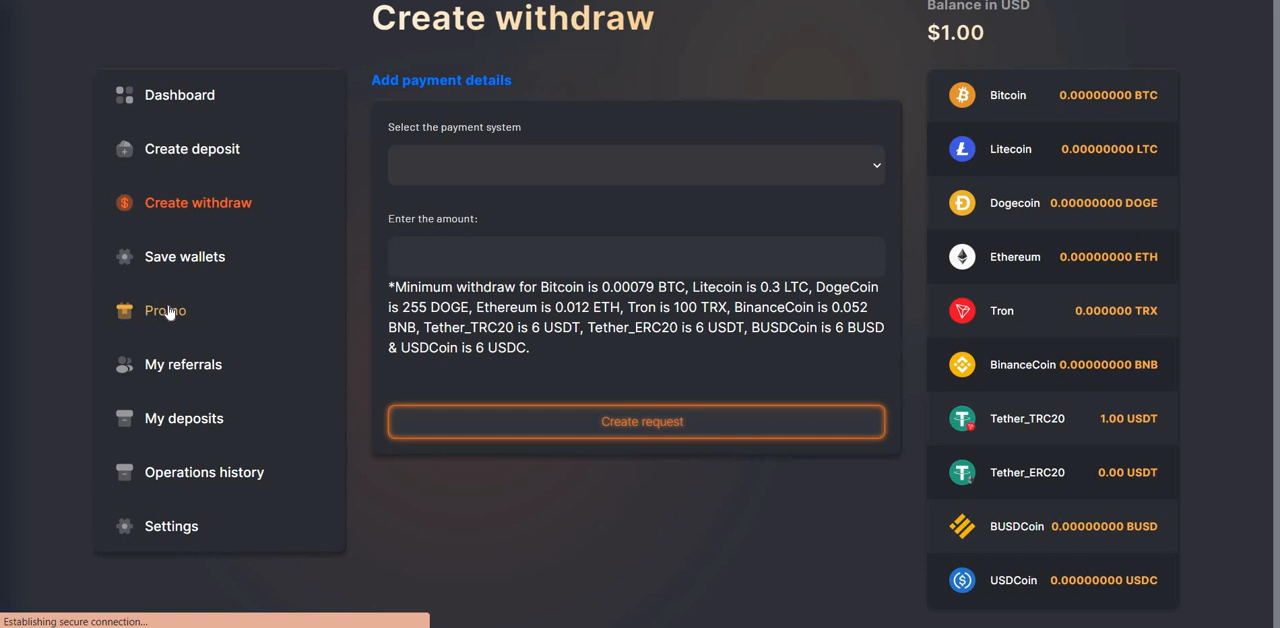 Create withdraw
Balance in USD
$1.00
Dashboard
Create deposit
Create withdraw
Save wallets
Promo
My referrals
My deposits
Operations history
Settings
Add payment details
Select the payment system
Enter the amount:
*Minimum withdraw for Bitcoin is 0.00079 BTC, Litecoin is 0.3 LTC, DogeCoin
is 255 DOGE, Ethereum is 0.012 ETH, Tron is 100 TRX, BinanceCoin is 0.052
BNB, Tether_TRC20 is 6 USDT, Tether_ERC20 is 6 USDT, BUSDCoin is 6 BUSD
& USDCoin is 6 USDC.
Create request
Bitcoin 0.00000000 BTC
Litecoin 0.00000000 LTC
Dogecoin 0.00000000 DOGE
Ethereum 0.00000000 ETH
Tron 0.000000 TRX
BinanceCoin 0.00000000 BNB
Tether_TRC20 1.00 USDT
Tether_ERC20 0.00 USDT
BUSDCoin 0.00000000 BUSD
USDCoin 0.00000000 USDC
Establishing secure connection...